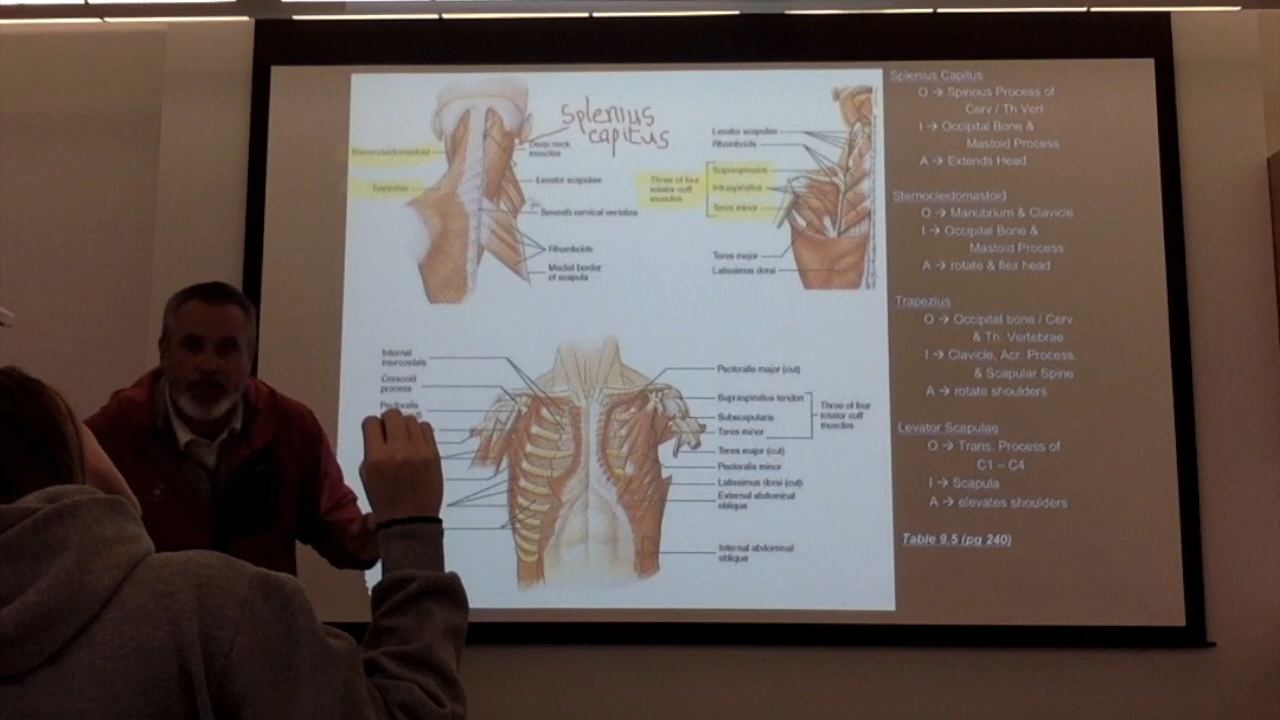 Splenius
capitus
Sternocleidomastoid
Trapezius
Deep neck
muscles
Levator scapulae
Seventh cervical vertebra
Rhomboids
Medial border
of scapula
Levator scapulae
Rhomboids
Three of four
rotator cuff
muscles
Supraspinatus
Infraspinatus
Teres minor
Teres major
Latissimus dorsi
Internal
intercostals
Coracoid
process
Pectoralis
Pectoralis major (cut)
Supraspinatus tendon
Subscapularis
Teres minor
Three of four
rotator cuff
muscles
Teres major (cut)
Pectoralis minor
Latissimus dorsi (cut)
External abdominal
oblique
Internal abdominal
oblique
Splenius Capitus
O → Spinous Process of
Cerv / Th Vert
I → Occipital Bone &
Mastoid Process
A → Extends Head
Sternocleidomastoid
O → Manubrium & Clavicle
I → Occipital Bone &
Mastoid Process
A → rotate & flex head
Trapezius
O → Occipital bone / Cerv.
& Th. Vertebrae
I → Clavicle, Acr. Process,
& Scapular Spine
A → rotate shoulders
Levator Scapulae
O → Trans. Process of
C1 – C4
I → Scapula
A → elevates shoulders
Table 9.5 (pg 240)